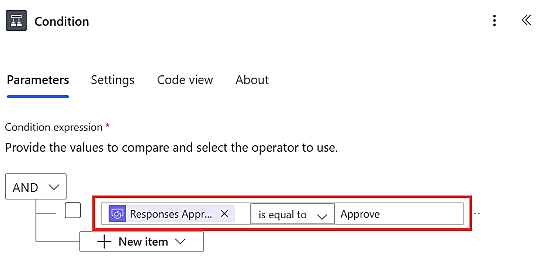 Condition
Parameters Settings Code view About
Condition expression *
Provide the values to compare and select the operator to use.
AND
Responses Appr... is equal to Approve
New item